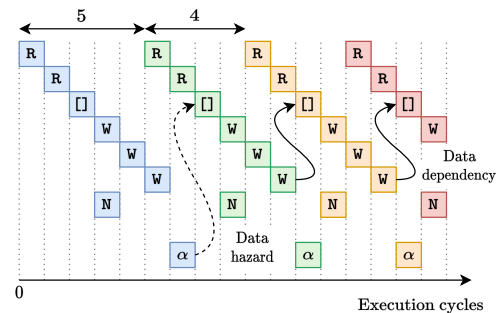 5 4
R R R R
R R R R
[] [] [] []
W W W W
W W W
W W W
Data
dependency
N N N N
Data
hazard
α α α
0
Execution cycles